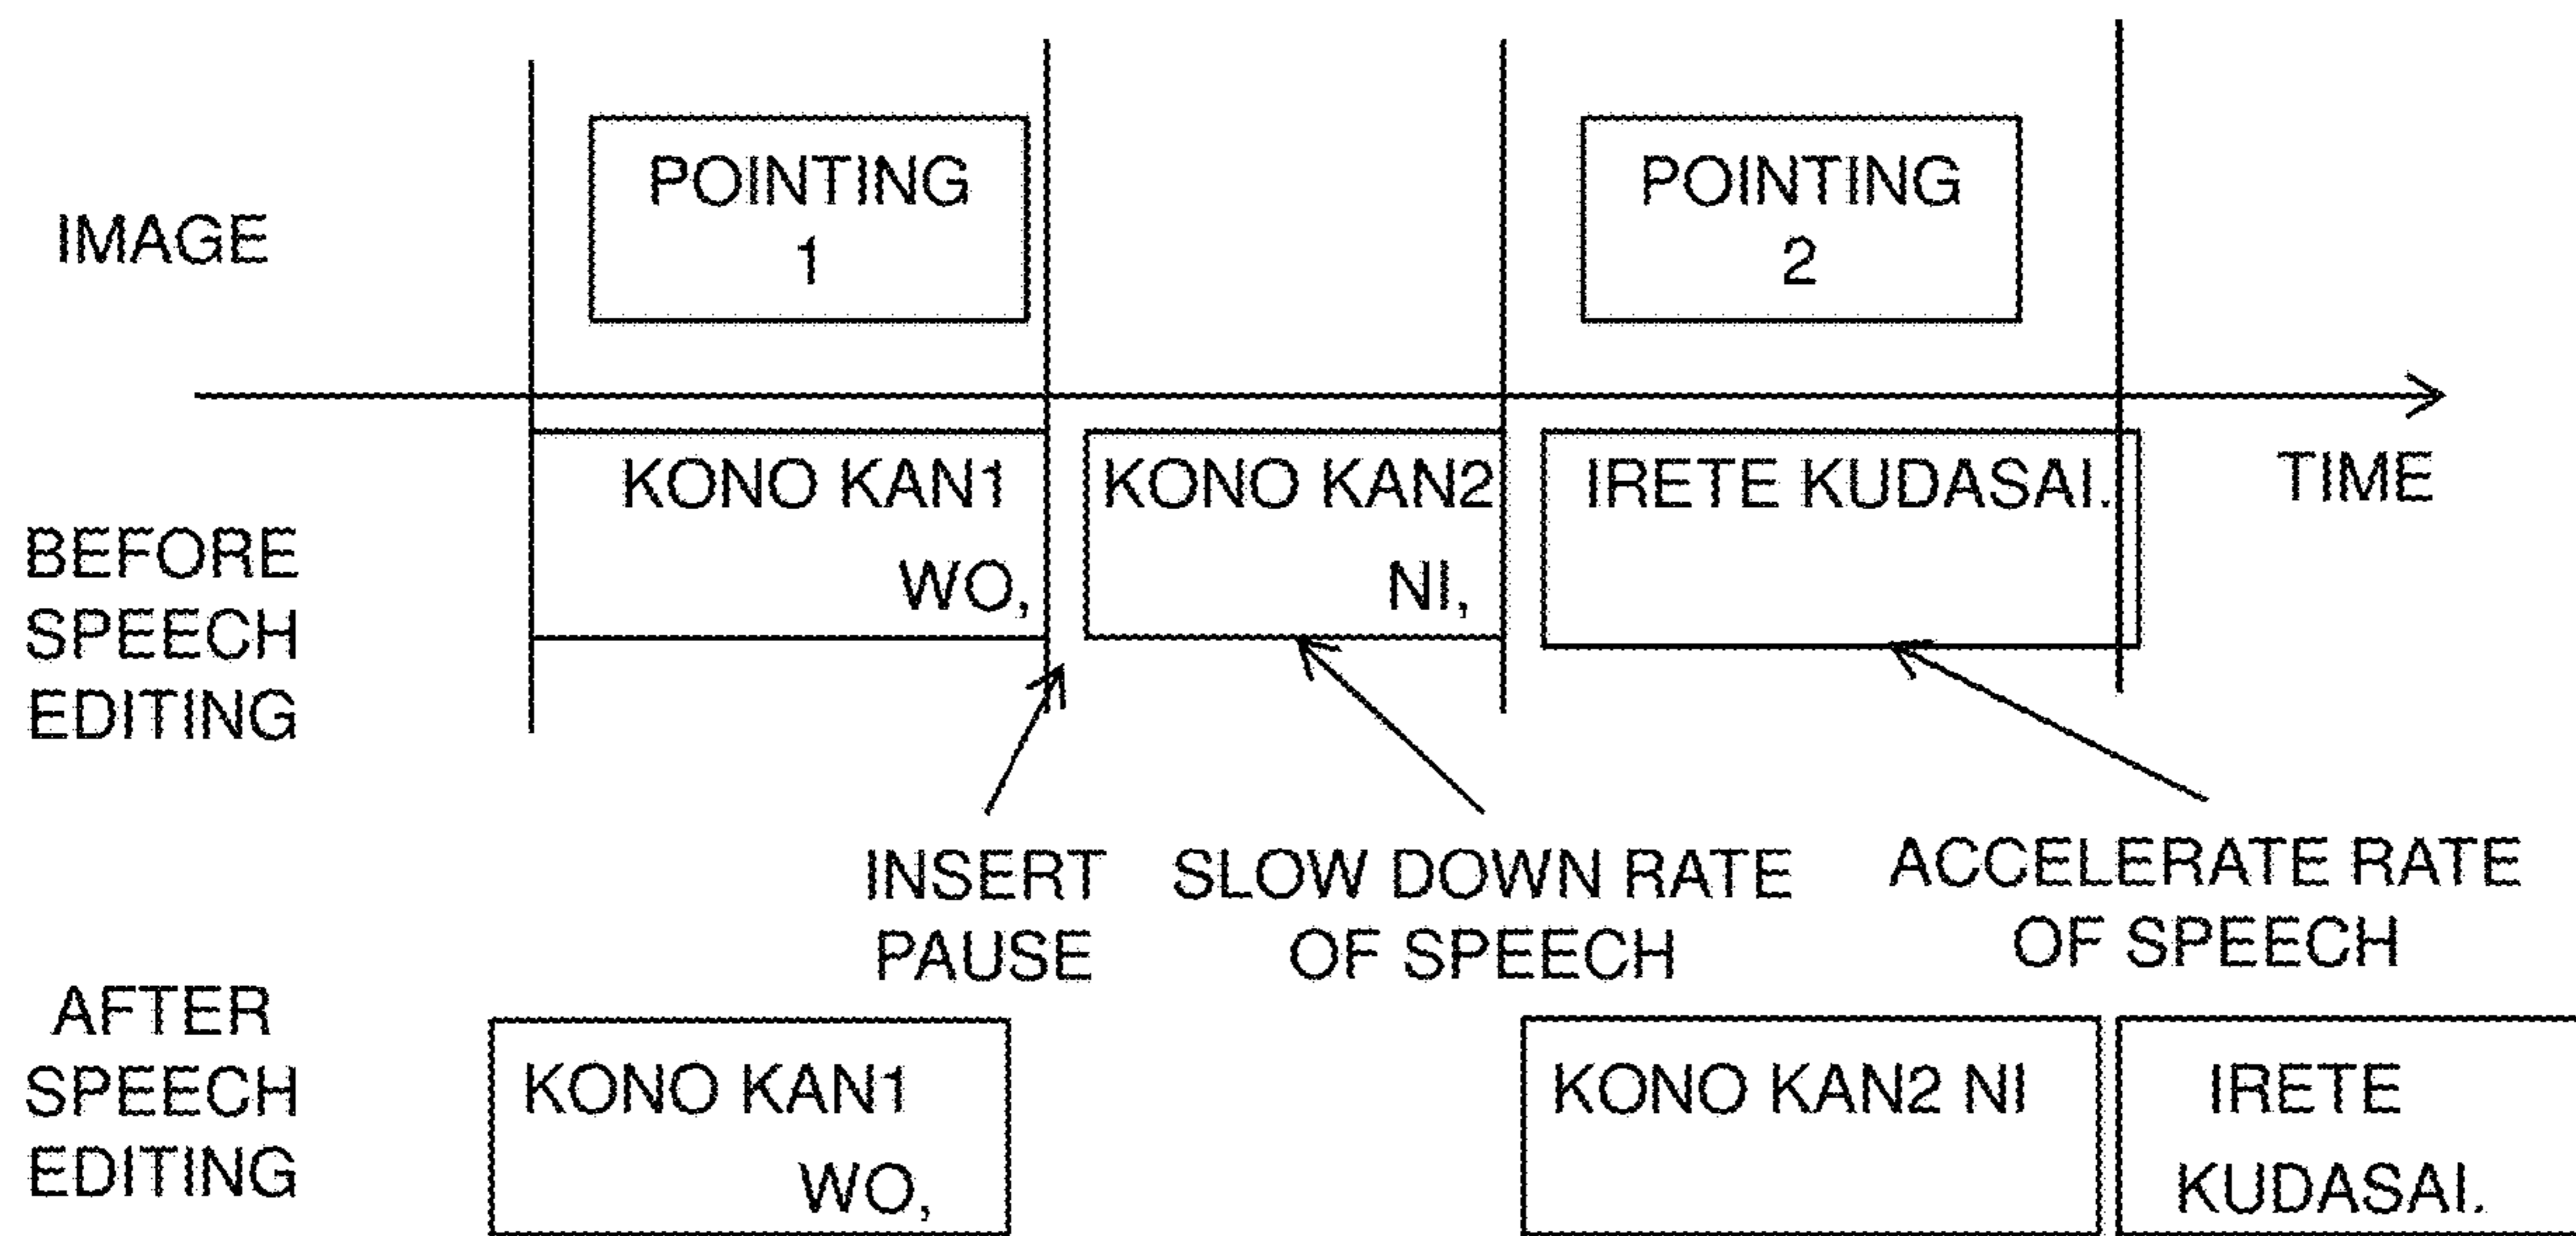 IMAGE
POINTING
1
POINTING
2
TIME
BEFORE
SPEECH
EDITING
KONO KAN1
WO,
KONO KAN2
NI,
IRETE KUDASAI.
INSERT
PAUSE
SLOW DOWN RATE
OF SPEECH
ACCELERATE RATE
OF SPEECH
AFTER
SPEECH
EDITING
KONO KAN1
WO,
KONO KAN2 NI
IRETE
KUDASAI.